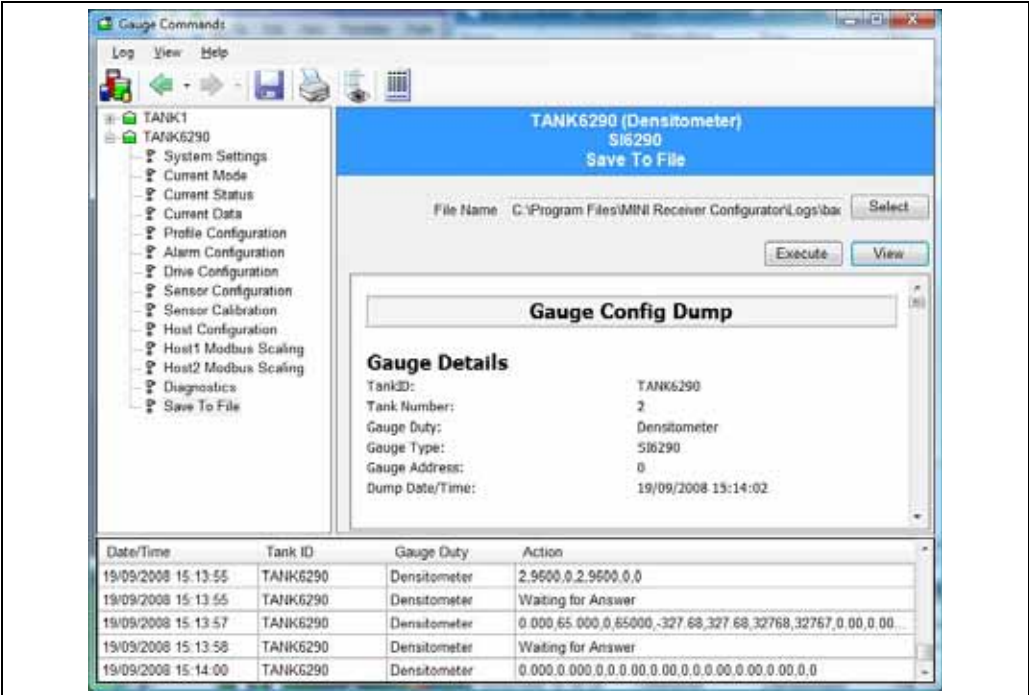 Gauge Commands
Log View Help
TANK1
TANK6290
System Settings
Current Mode
Current Status
Current Data
Profile Configuration
Alarm Configuration
Drive Configuration
Sensor Configuration
Sensor Calibration
Host Configuration
Host1 Modbus Scaling
Host2 Modbus Scaling
Diagnostics
Save To File
TANK6290 (Densitometer)
SI6290
Save To File
File Name C:\Program Files\MINI Receiver Configurator\Logs\bac Select
Execute View
Gauge Config Dump
Gauge Details
TankID: TANK6290
Tank Number: 2
Gauge Duty: Densitometer
Gauge Type: SI6290
Gauge Address: 0
Dump Date/Time: 19/09/2008 15:14:02
Date/Time Tank ID Gauge Duty Action
19/09/2008 15:13:55 TANK6290 Densitometer 2.9600,0,2.9600,0,0
19/09/2008 15:13:55 TANK6290 Densitometer Waiting for Answer
19/09/2008 15:13:57 TANK6290 Densitometer 0.000,65.000,0,65000,-327.68,327.68,32768,32767,0.00,0.00...
19/09/2008 15:13:58 TANK6290 Densitometer Waiting for Answer
19/09/2008 15:14:00 TANK6290 Densitometer 0.000,0.000,0,0,0.00,0.00,0,0,0.00,0.00,0.00,0,0